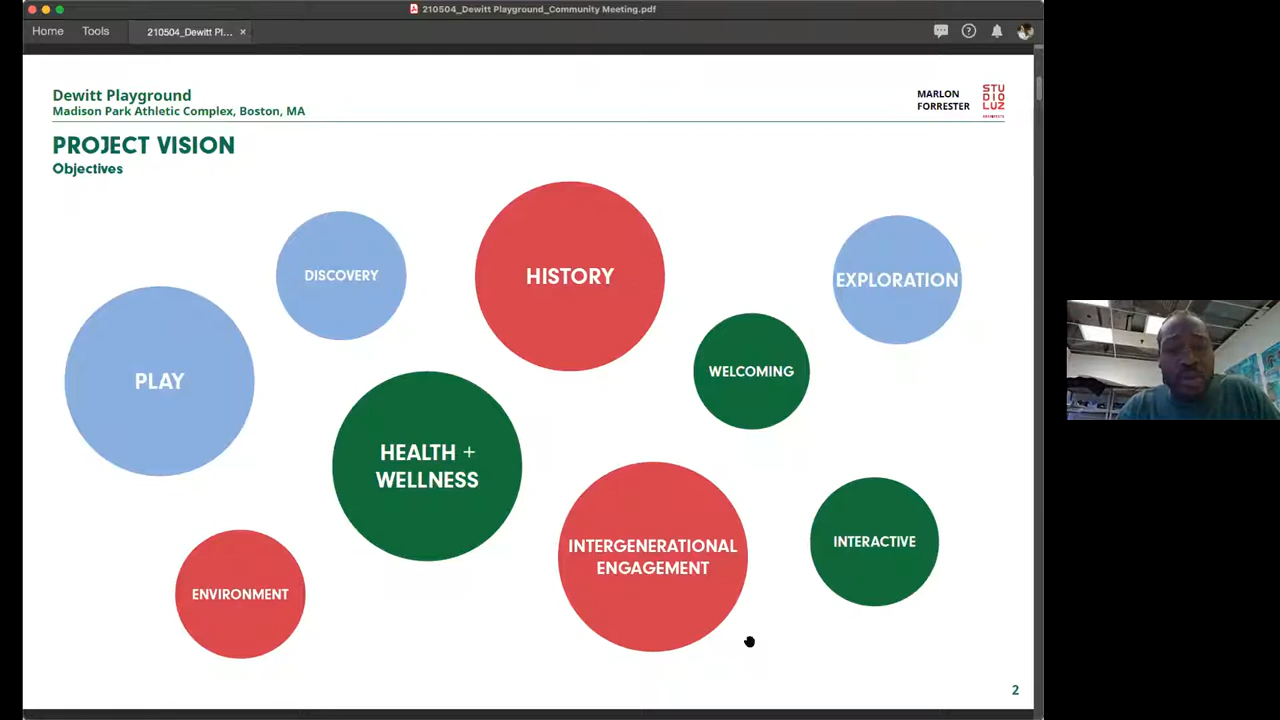 210504_Dewitt Playground_Community Meeting.pdf
Home
Tools
210504_Dewitt Pl... ×
Dewitt Playground
Madison Park Athletic Complex, Boston, MA
MARLON
FORRESTER
STU
DIO
LUZ
ARCHITECTS
PROJECT VISION
Objectives
DISCOVERY
HISTORY
EXPLORATION
PLAY
WELCOMING
HEALTH +
WELLNESS
INTERGENERATIONAL
ENGAGEMENT
INTERACTIVE
ENVIRONMENT
2